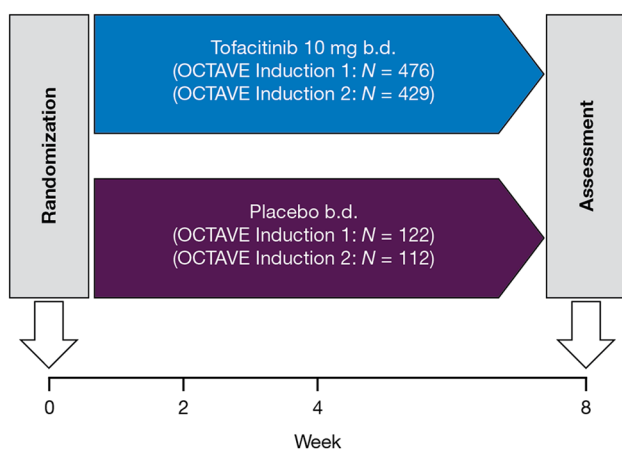 Randomization
Tofacitinib 10 mg b.d.
(OCTAVE Induction 1: N = 476)
(OCTAVE Induction 2: N = 429)
Placebo b.d.
(OCTAVE Induction 1: N = 122)
(OCTAVE Induction 2: N = 112)
Assessment
0 2 4 8
Week